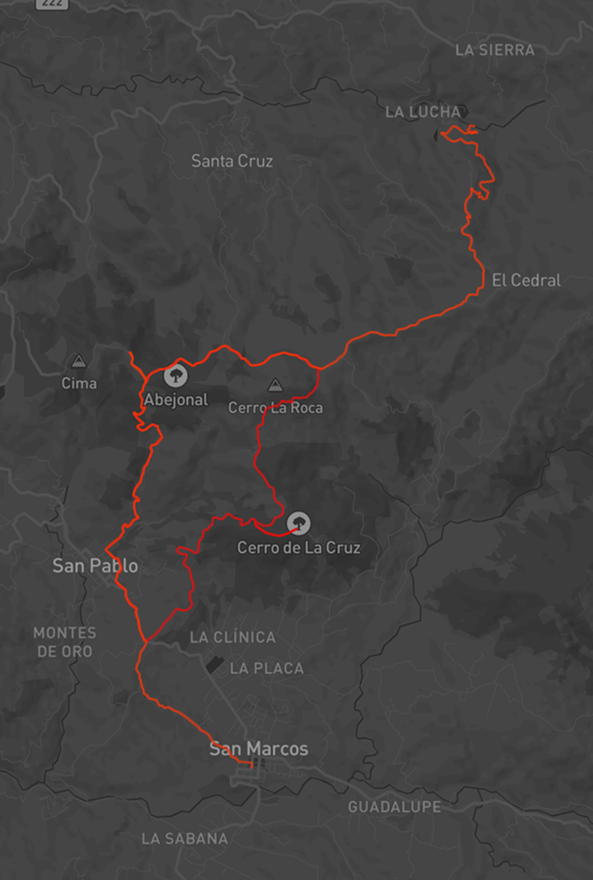 222
LA SIERRA
LA LUCHA
Santa Cruz
El Cedral
Cima
Abejonal
Cerro La Roca
Cerro de La Cruz
San Pablo
MONTES
DE ORO
LA CLÍNICA
LA PLACA
San Marcos
GUADALUPE
LA SABANA